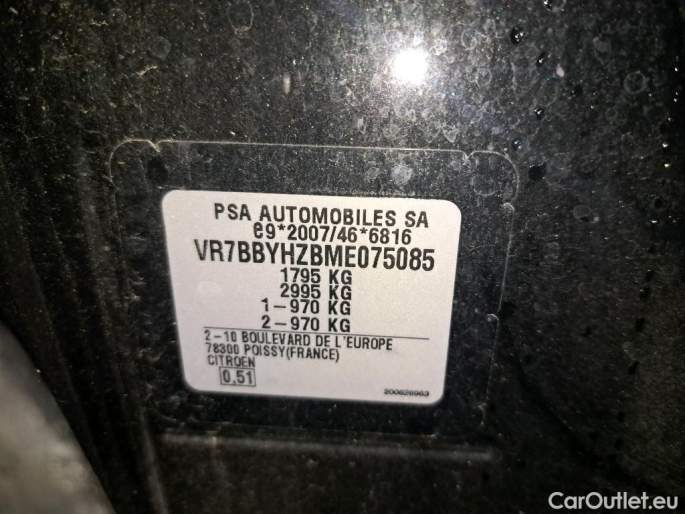 PSA AUTOMOBILES SA
e9*2007/46*6816
VR7BBYHZBME075085
1795 KG
2995 KG
1-970 KG
2-970 KG
2-10 BOULEVARD DE L'EUROPE
78300 POISSY(FRANCE)
CITROEN
0.51
200626963
CarOutlet.eu